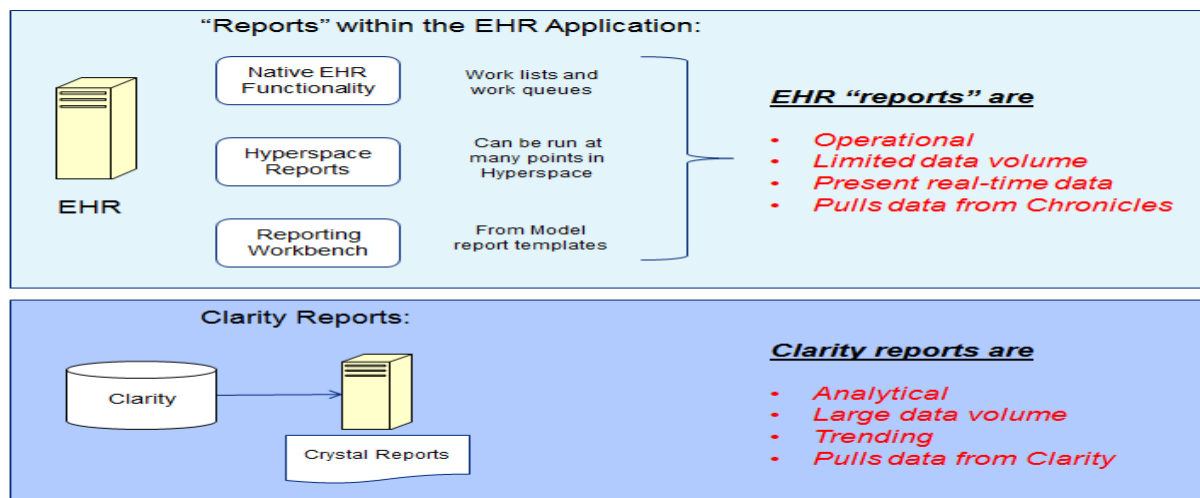 “Reports” within the EHR Application:
EHR
Native EHR
Functionality
Work lists and
work queues
Hyperspace
Reports
Can be run at
many points in
Hyperspace
Reporting
Workbench
From Model
report templates
EHR “reports” are
• Operational
• Limited data volume
• Present real-time data
• Pulls data from Chronicles
Clarity Reports:
Clarity
Crystal Reports
Clarity reports are
• Analytical
• Large data volume
• Trending
• Pulls data from Clarity